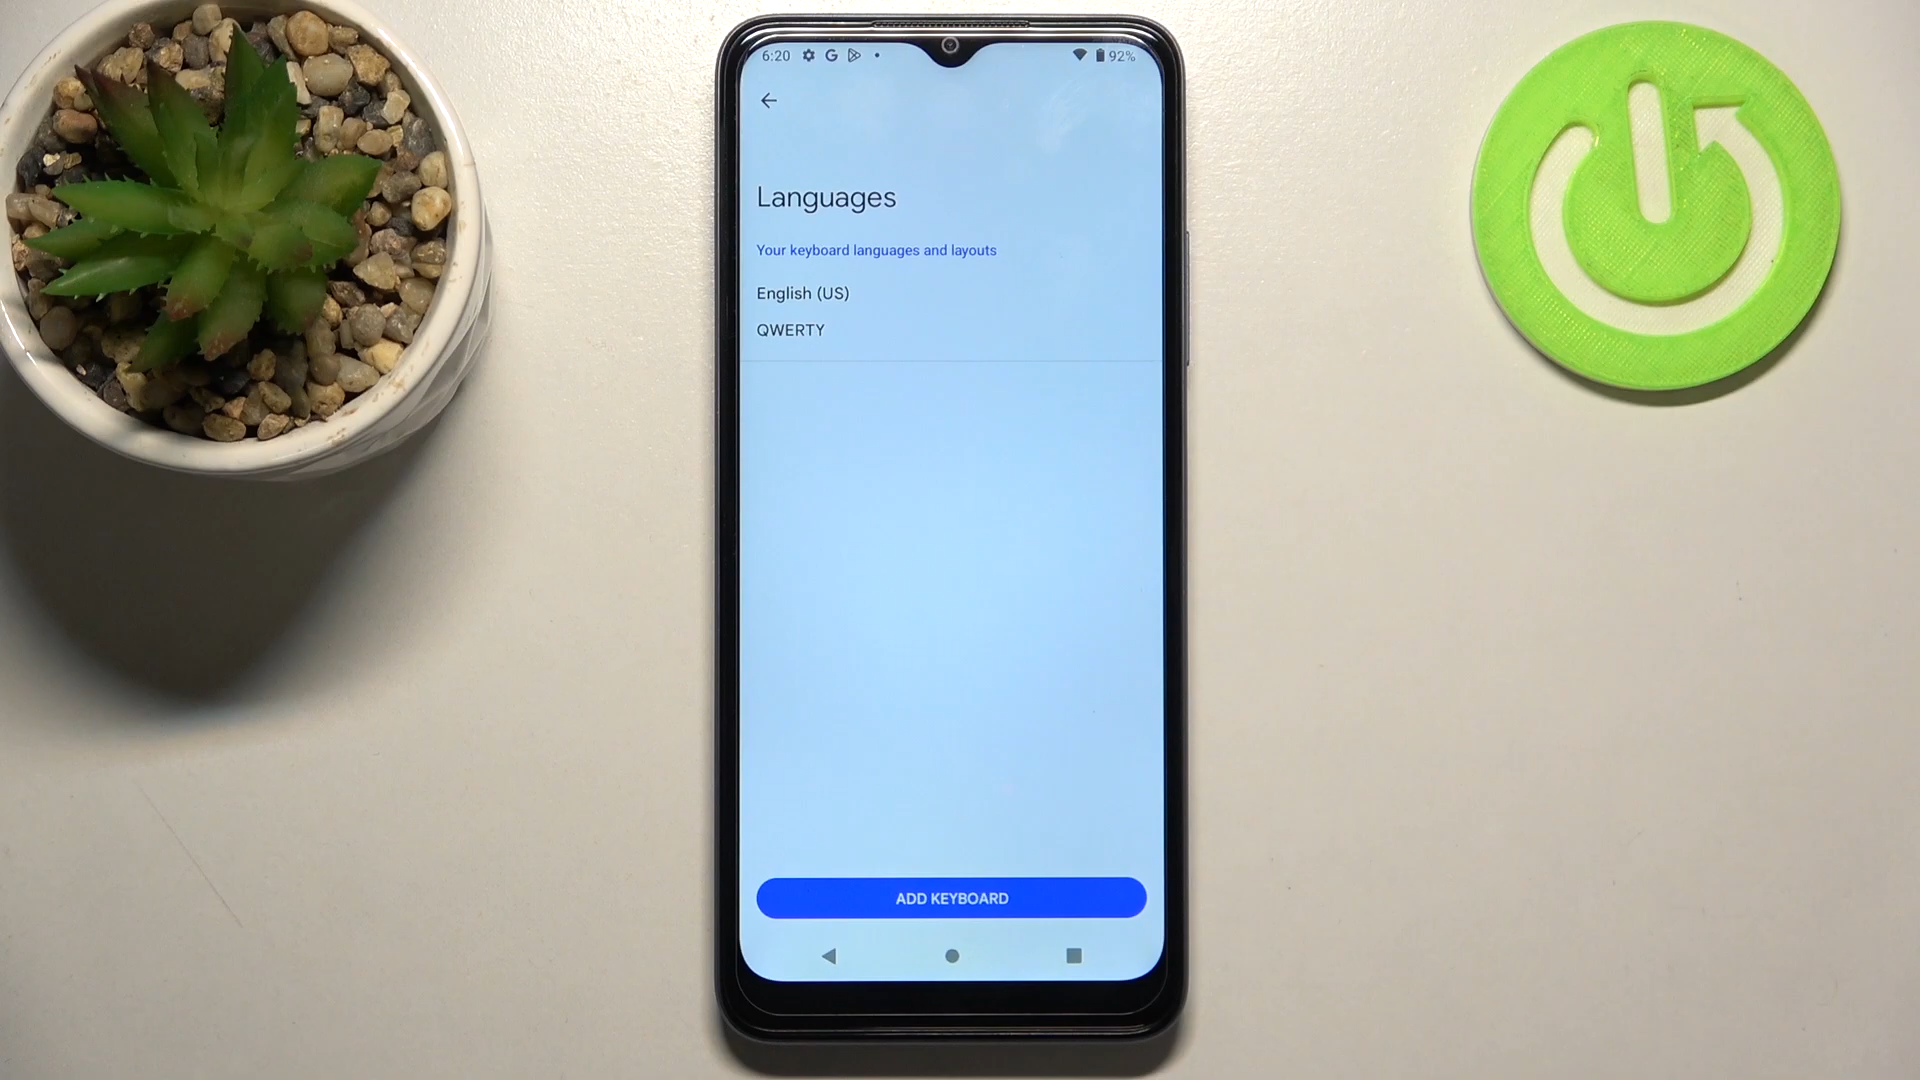 6:20
92%
Languages
Your keyboard languages and layouts
English (US)
QWERTY
ADD KEYBOARD